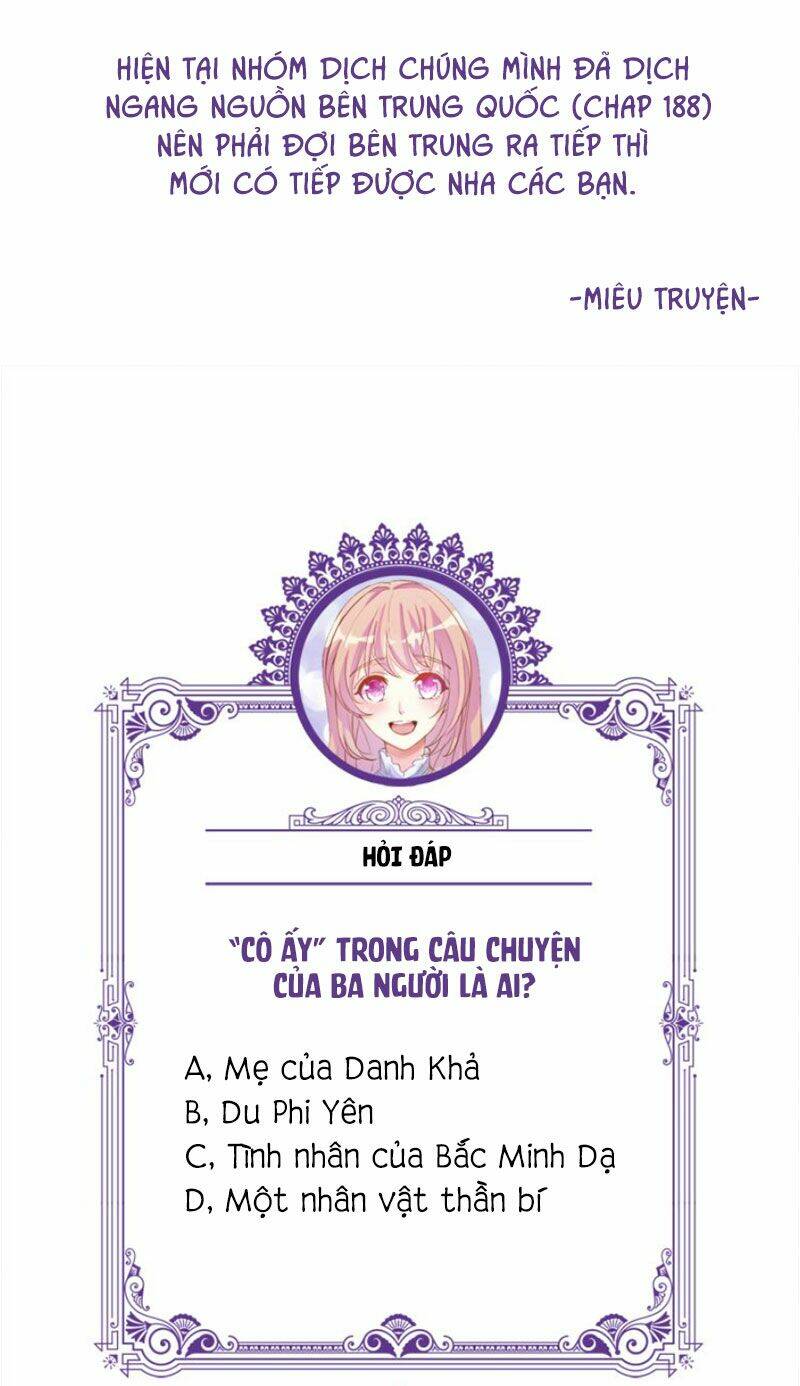 HIỆN TẠI NHÓM DỊCH CHÚNG MÌNH ĐÃ DỊCH
NGANG NGUỒN BÊN TRUNG QUỐC (CHAP 188)
NÊN PHẢI ĐỢI BÊN TRUNG RA TIẾP THÌ
MỚI CÓ TIẾP ĐƯỢC NHA CÁC BẠN.
-MIÊU TRUYỆN-
HỎI ĐÁP
"CÔ ẤY" TRONG CÂU CHUYỆN
CỦA BA NGƯỜI LÀ AI?
A, Mẹ của Danh Khả
B, Du Phi Yên
C, Tình nhân của Bắc Minh Dạ
D, Một nhân vật thần bí